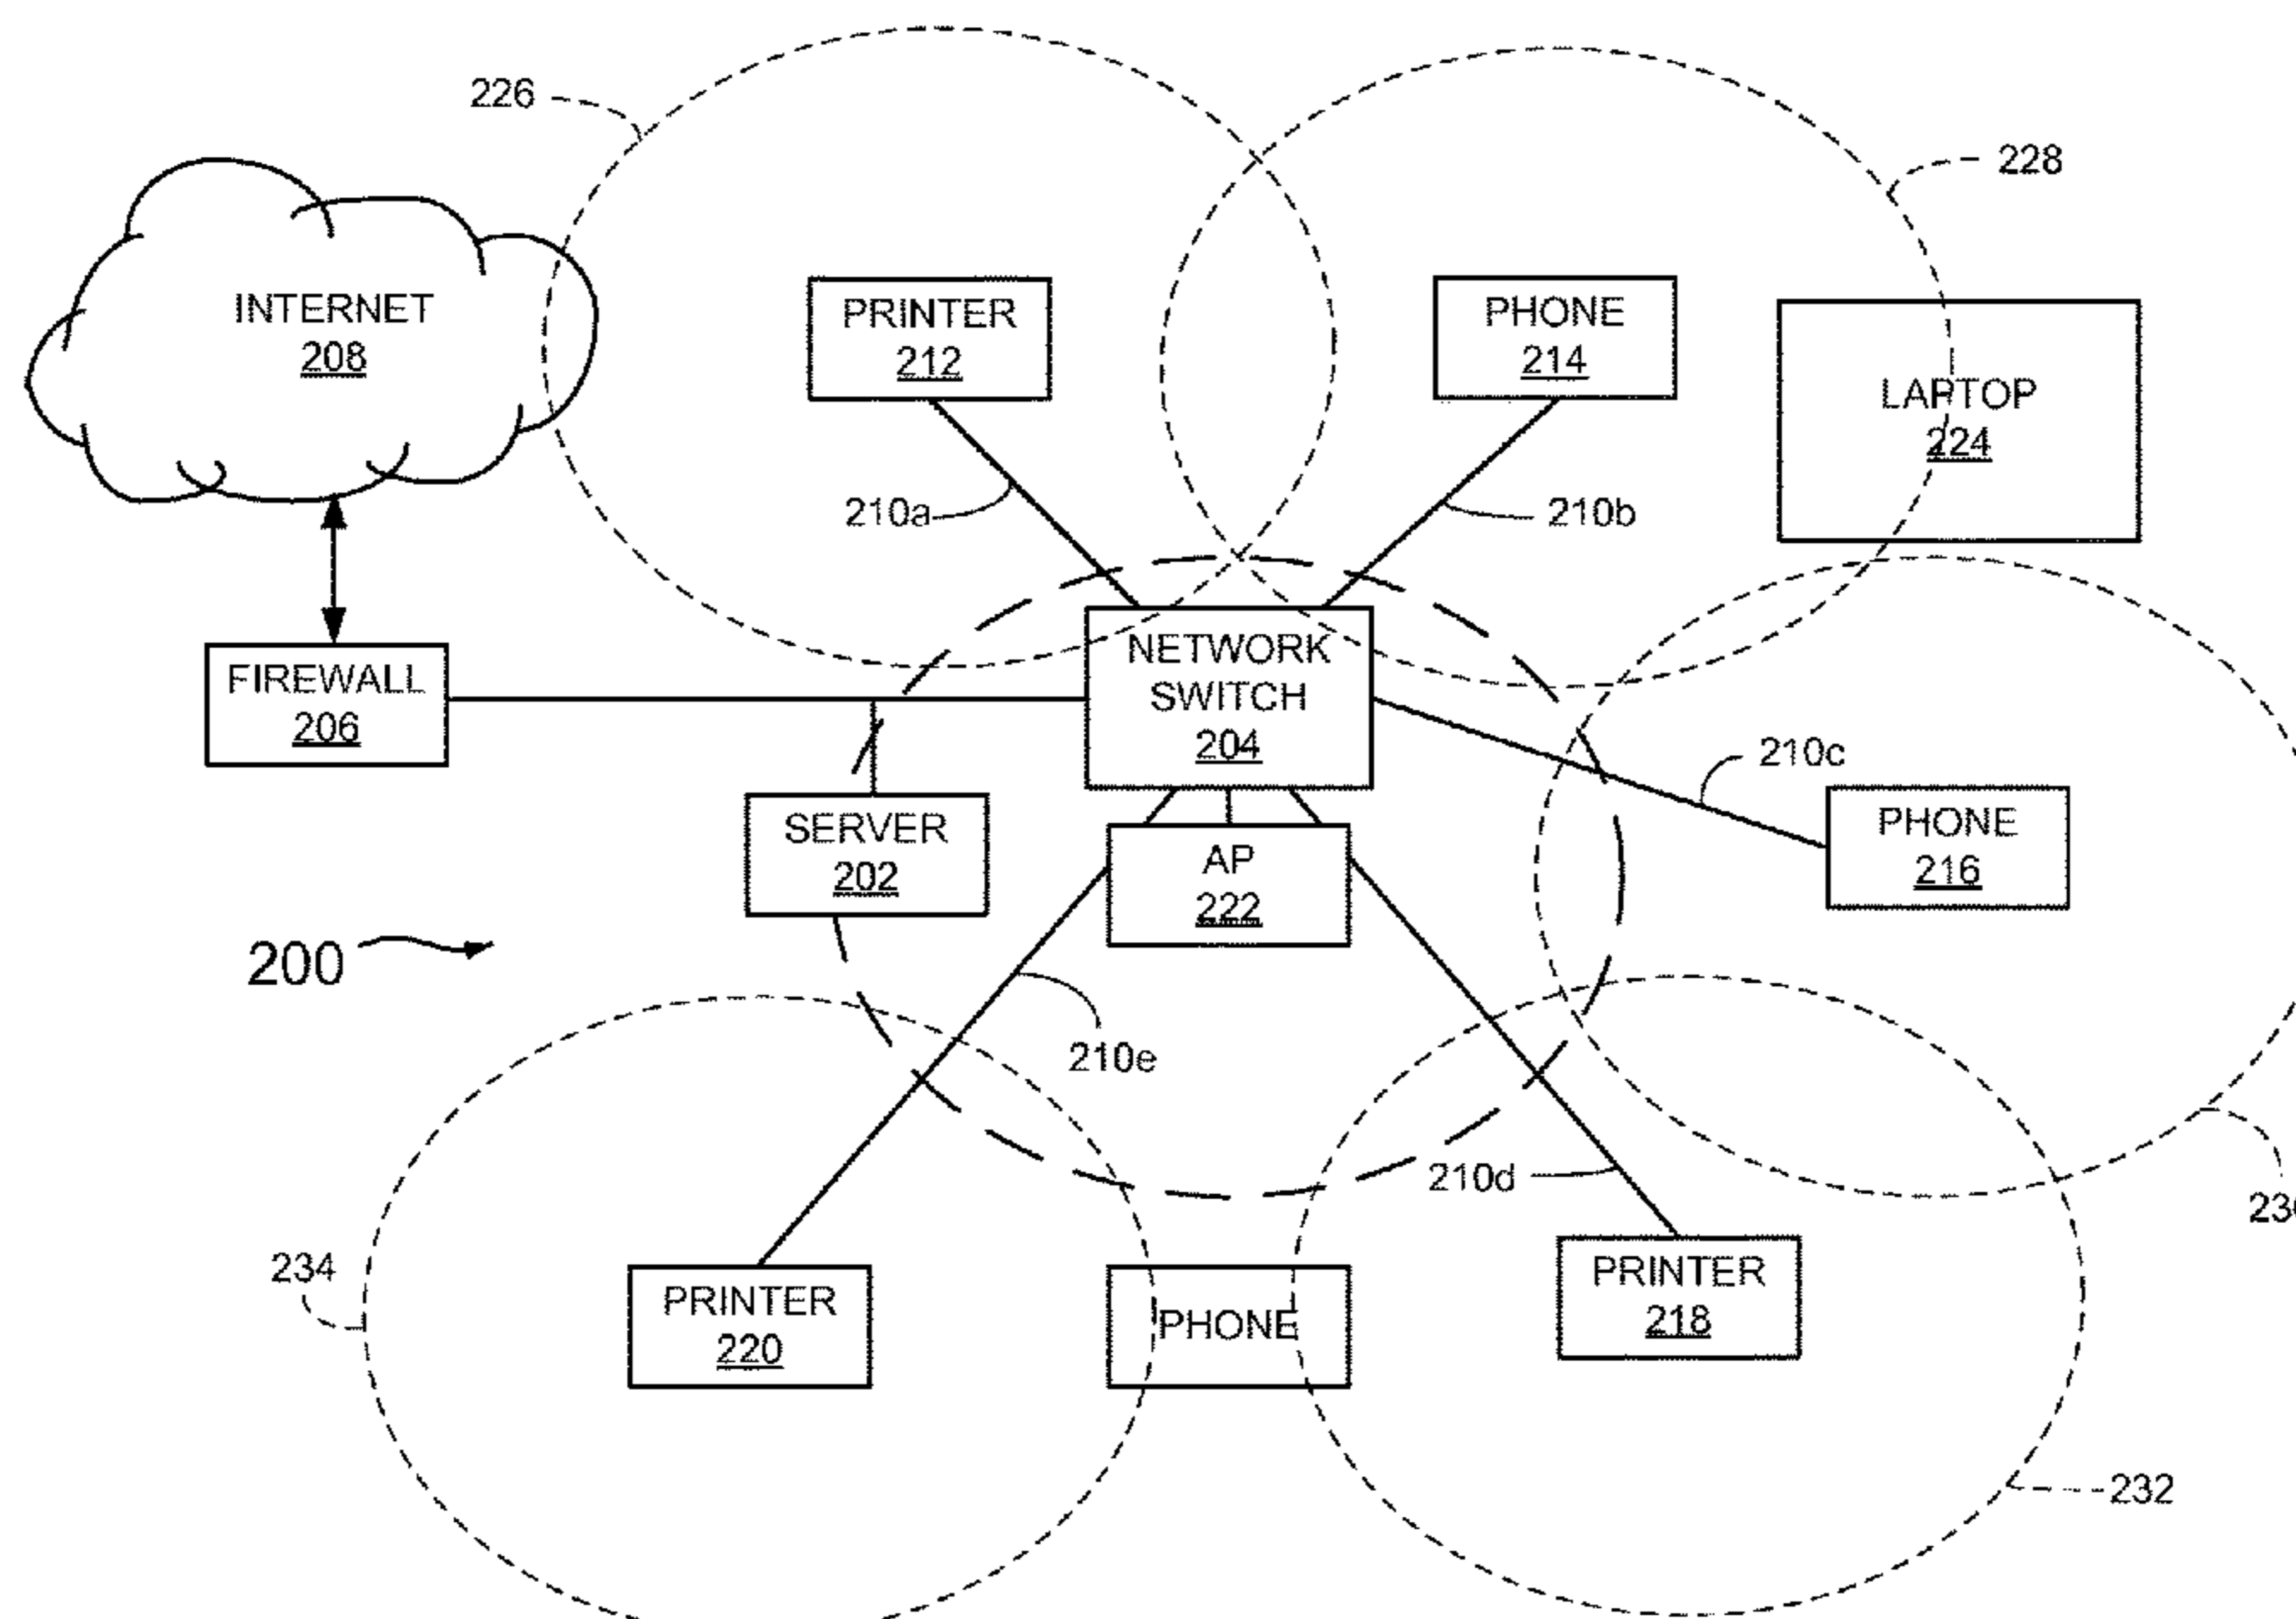 226
228
INTERNET
208
PRINTER
212
PHONE
214
LAPTOP
224
210a
210b
NETWORK
SWITCH
204
FIREWALL
206
210c
SERVER
202
AP
222
PHONE
216
200
210e
210d
234
PRINTER
220
PHONE
PRINTER
218
232